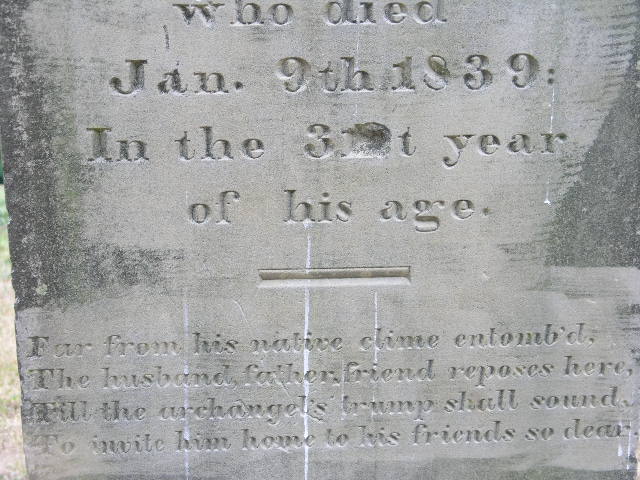 who died
Jan. 9th 1839:
In the 31st year
of his age.
Far from his native clime entomb'd,
The husband, father, friend reposes here,
Till the archangel's trump shall sound,
To invite him home to his friends so dear.